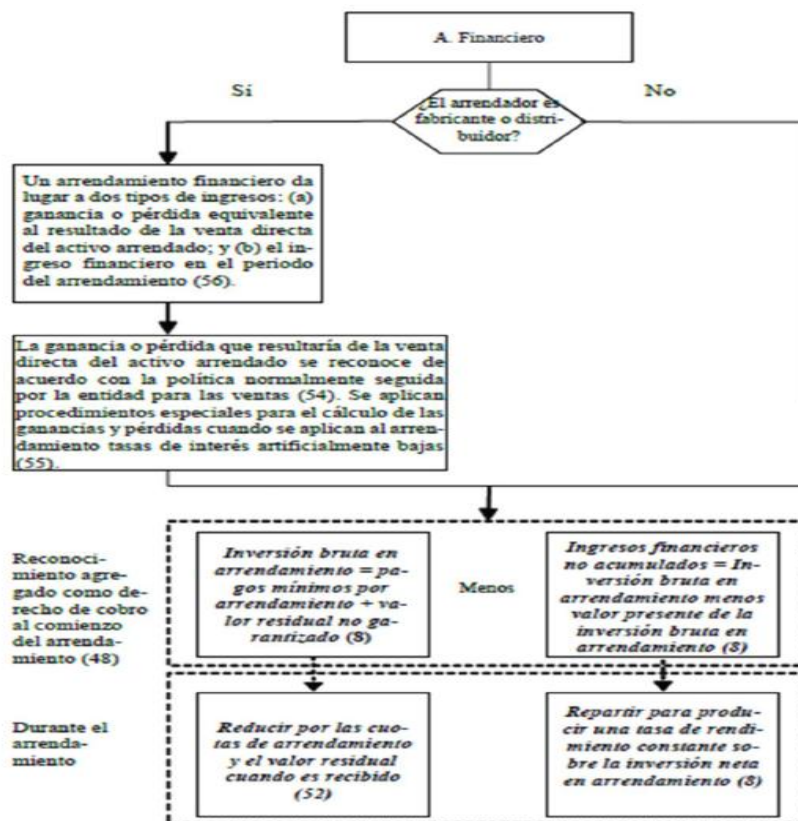 A. Financiero
Sí
No
¿El arrendador es
fabricante o distri-
buidor?
Un arrendamiento financiero da
lugar a dos tipos de ingresos: (a)
ganancia o pérdida equivalente
al resultado de la venta directa
del activo arrendado; y (b) el in-
greso financiero en el periodo
del arrendamiento (56).
La ganancia o pérdida que resultaría de la venta
directa del activo arrendado se reconoce de
acuerdo con la política normalmente seguida
por la entidad para las ventas (54). Se aplican
procedimientos especiales para el cálculo de las
ganancias y pérdidas cuando se aplican al arren-
damiento tasas de interés artificialmente bajas
(55).
Reconoci-
miento agre-
gado como de-
recho de cobro
al comienzo
del arrenda-
miento (48)
Inversión bruta en
arrendamiento = pa-
gos mínimos por
arrendamiento + va-
lor residual no ga-
rantizado (8)
Menos
Ingresos financieros
no acumulados = In-
versión bruta en
arrendamiento menos
valor presente de la
inversión bruta en
arrendamiento (8)
Durante el
arrenda-
miento
Reducir por las cuo-
tas de arrendamiento
y el valor residual
cuando es recibido
(52)
Repartir para produ-
cir una tasa de rendi-
miento constante so-
bre la inversión neta
en arrendamiento (8)